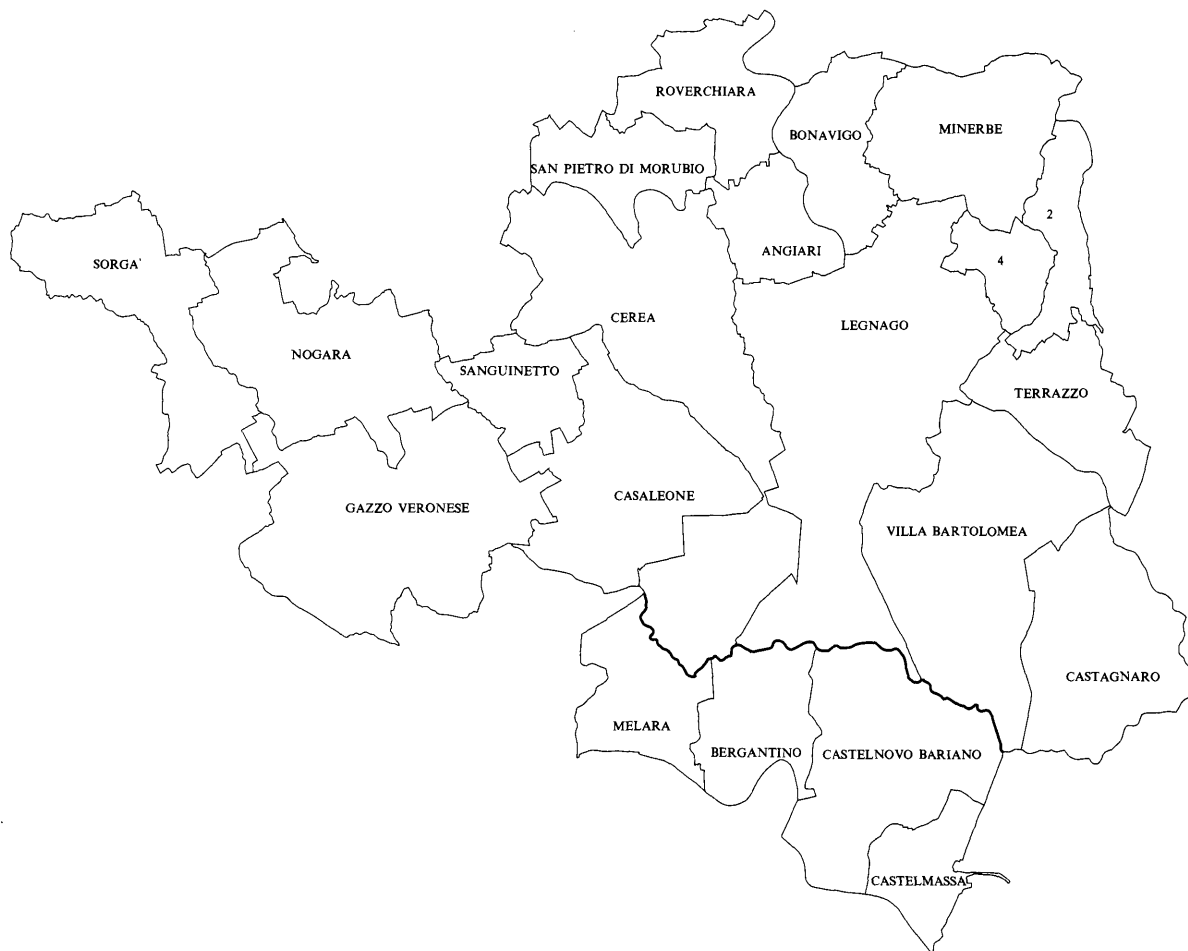 ROVERCHIARA
BONAVIGO
MINERBE
SAN PIETRO DI MORUBIO
2
ANGIARI
4
SORGA'
CEREA
LEGNAGO
NOGARA
SANGUINETTO
TERRAZZO
CASALEONE
GAZZO VERONESE
VILLA BARTOLOMEA
CASTAGNARO
MELARA
BERGANTINO
CASTELNOVO BARIANO
CASTELMASSA